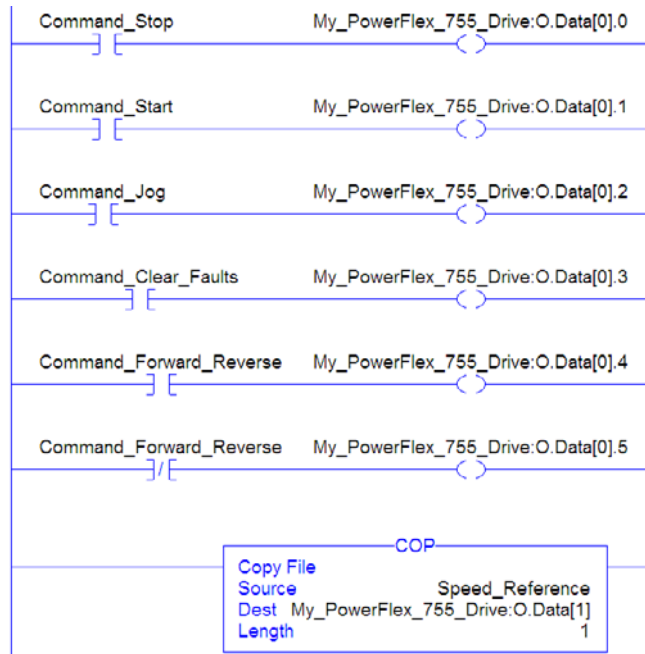 Command_Stop My_PowerFlex_755_Drive:O.Data[0].0
Command_Start My_PowerFlex_755_Drive:O.Data[0].1
Command_Jog My_PowerFlex_755_Drive:O.Data[0].2
Command_Clear_Faults My_PowerFlex_755_Drive:O.Data[0].3
Command_Forward_Reverse My_PowerFlex_755_Drive:O.Data[0].4
Command_Forward_Reverse My_PowerFlex_755_Drive:O.Data[0].5
COP
Copy File
Source Speed_Reference
Dest My_PowerFlex_755_Drive:O.Data[1]
Length 1